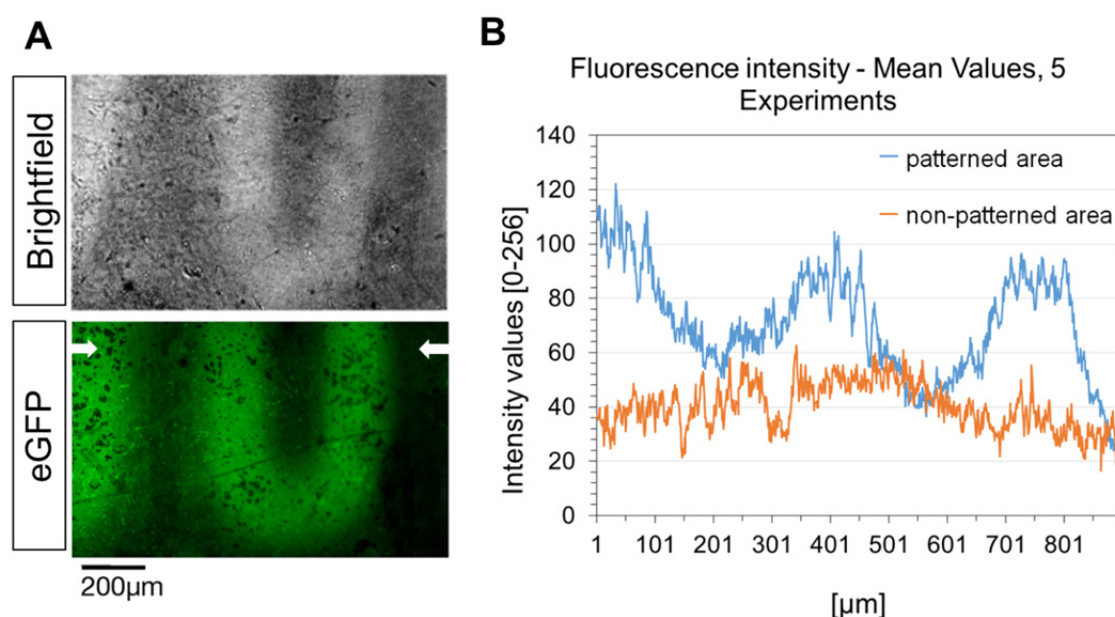 A
Brightfield
eGFP
200µm
B
Fluorescence intensity - Mean Values, 5
Experiments
Intensity values [0-256]
140
120
100
80
60
40
20
0
patterned area
non-patterned area
1 101 201 301 401 501 601 701 801
[µm]